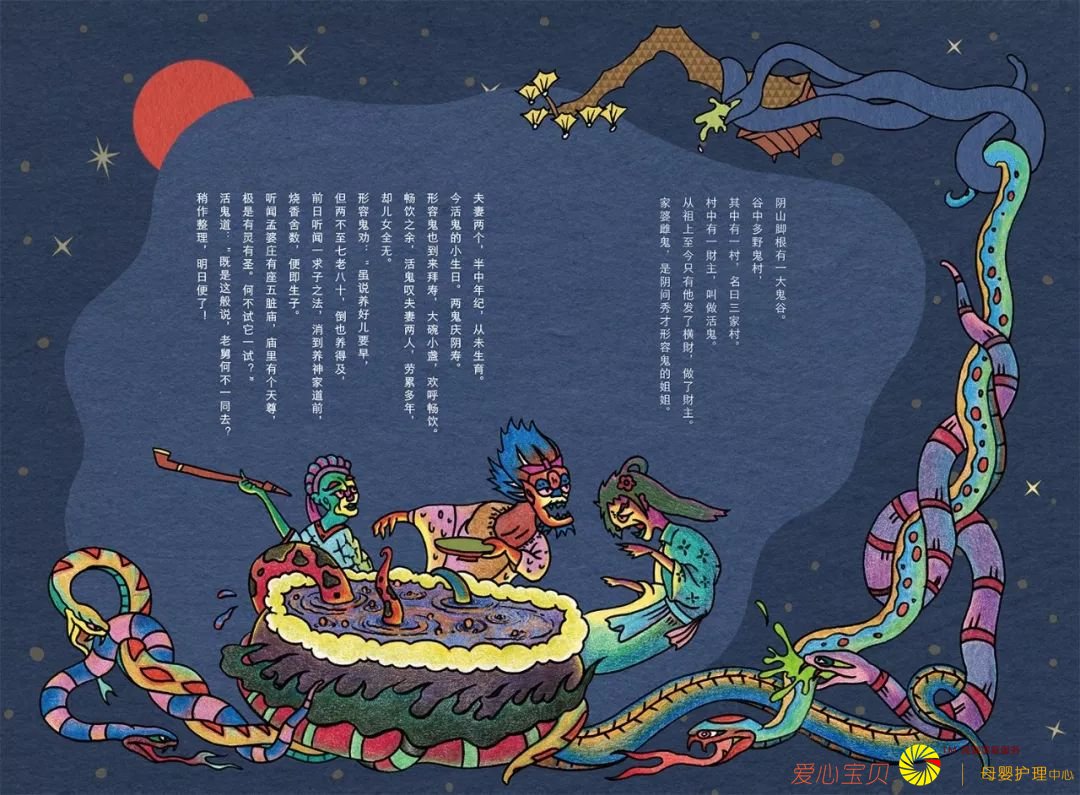 阴山脚根有一大鬼谷。
谷中多野鬼村，
其中有一村，名曰三家村。
村中有一财主，叫做活鬼。
从祖上至今只有他发了横财，做了财主。
家婆雌鬼，是阴间秀才形容鬼的姐姐。
夫妻两个，半中年纪，从未生育。
今活鬼的小生日。两鬼庆阴寿。
形容鬼也到来拜寿，大碗小盏，欢呼畅饮。
畅饮之余，活鬼叹夫妻两人，劳累多年，
却儿女全无。
形容鬼劝：“虽说养好儿要早，
但两不至七老八十，倒也养得及，
前日听闻一求子之法，消到养神家道前，
烧香舍数，便即生子。
听闻孟婆庄有座五脏庙，庙里有个天尊，
极是有灵有圣。何不试它一试？”
活鬼道：“既是这般说，老舅何不一同去？
稍作整理，明日便了！
爱心宝贝
母婴护理中心